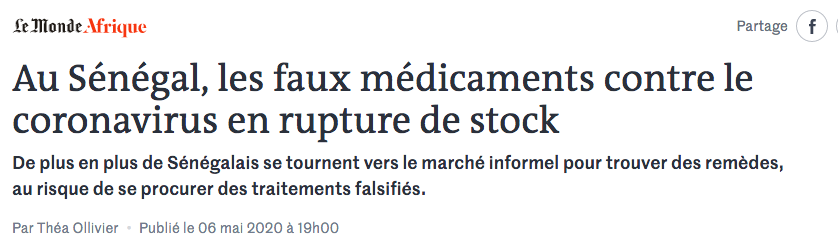 Le Monde Afrique
Partage
Au Sénégal, les faux médicaments contre le
coronavirus en rupture de stock
De plus en plus de Sénégalais se tournent vers le marché informel pour trouver des remèdes,
au risque de se procurer des traitements falsifiés.
Par Théa Ollivier • Publié le 06 mai 2020 à 19h00